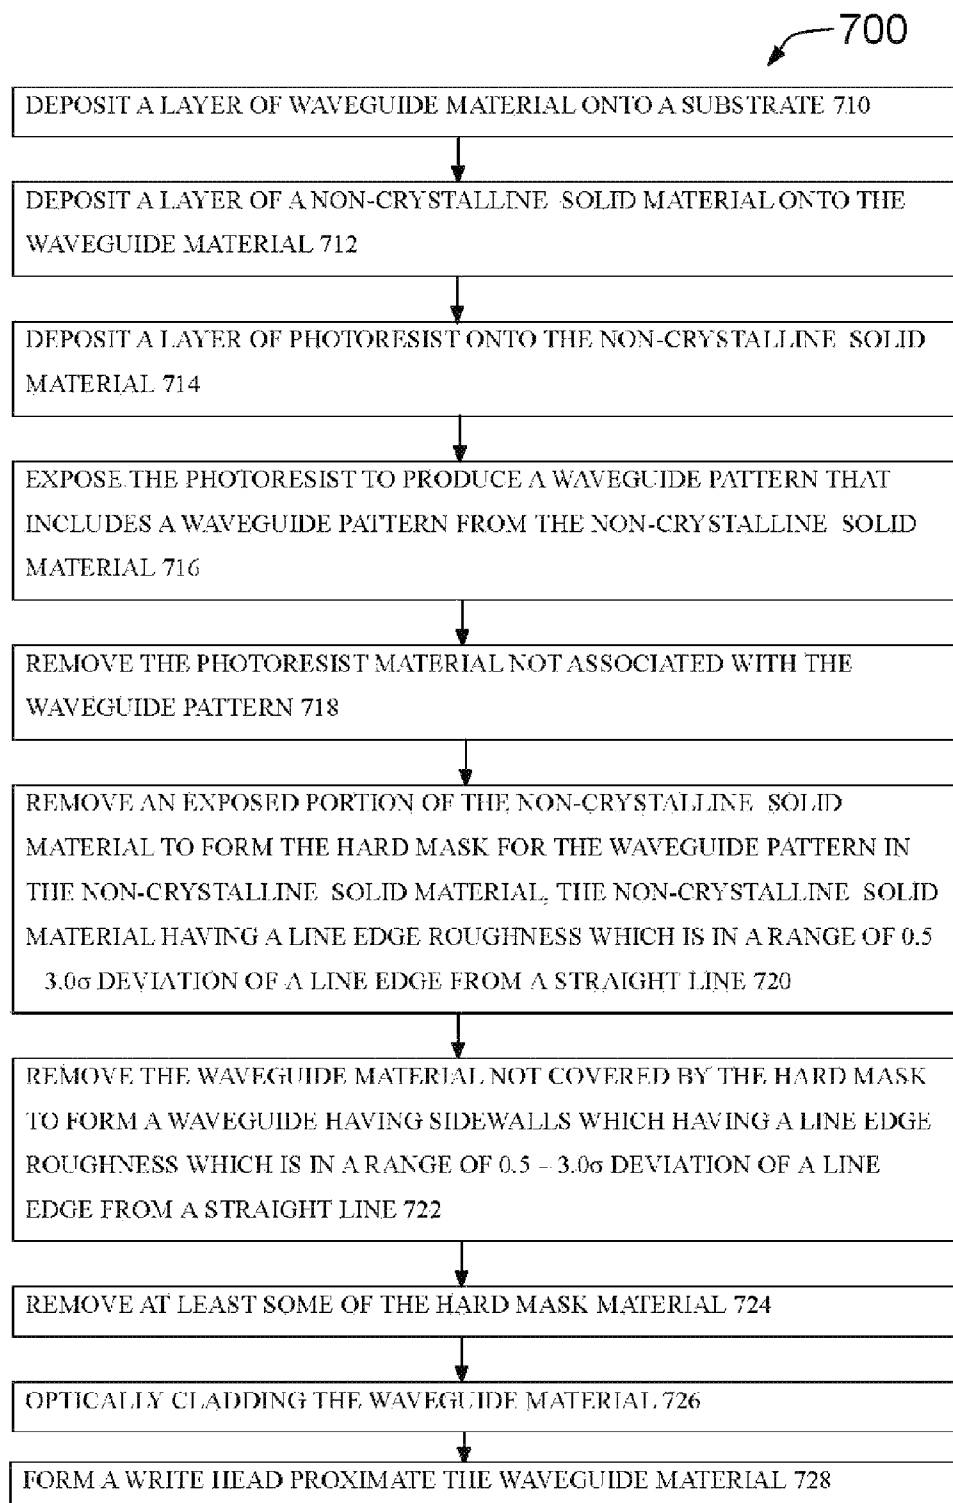 700
DEPOSIT A LAYER OF WAVEGUIDE MATERIAL ONTO A SUBSTRATE 710
DEPOSIT A LAYER OF A NON-CRYSTALLINE SOLID MATERIAL ONTO THE
WAVEGUIDE MATERIAL 712
DEPOSIT A LAYER OF PHOTORESIST ONTO THE NON-CRYSTALLINE SOLID
MATERIAL 714
EXPOSE THE PHOTORESIST TO PRODUCE A WAVEGUIDE PATTERN THAT
INCLUDES A WAVEGUIDE PATTERN FROM THE NON-CRYSTALLINE SOLID
MATERIAL 716
REMOVE THE PHOTORESIST MATERIAL NOT ASSOCIATED WITH THE
WAVEGUIDE PATTERN 718
REMOVE AN EXPOSED PORTION OF THE NON-CRYSTALLINE SOLID
MATERIAL TO FORM THE HARD MASK FOR THE WAVEGUIDE PATTERN IN
THE NON-CRYSTALLINE SOLID MATERIAL, THE NON-CRYSTALLINE SOLID
MATERIAL HAVING A LINE EDGE ROUGHNESS WHICH IS IN A RANGE OF 0.5
3.0σ DEVIATION OF A LINE EDGE FROM A STRAIGHT LINE 720
REMOVE THE WAVEGUIDE MATERIAL NOT COVERED BY THE HARD MASK
TO FORM A WAVEGUIDE HAVING SIDEWALLS WHICH HAVING A LINE EDGE
ROUGHNESS WHICH IS IN A RANGE OF 0.5 – 3.0σ DEVIATION OF A LINE
EDGE FROM A STRAIGHT LINE 722
REMOVE AT LEAST SOME OF THE HARD MASK MATERIAL 724
OPTICALLY CLADDING THE WAVEGUIDE MATERIAL 726
FORM A WRITE HEAD PROXIMATE THE WAVEGUIDE MATERIAL 728